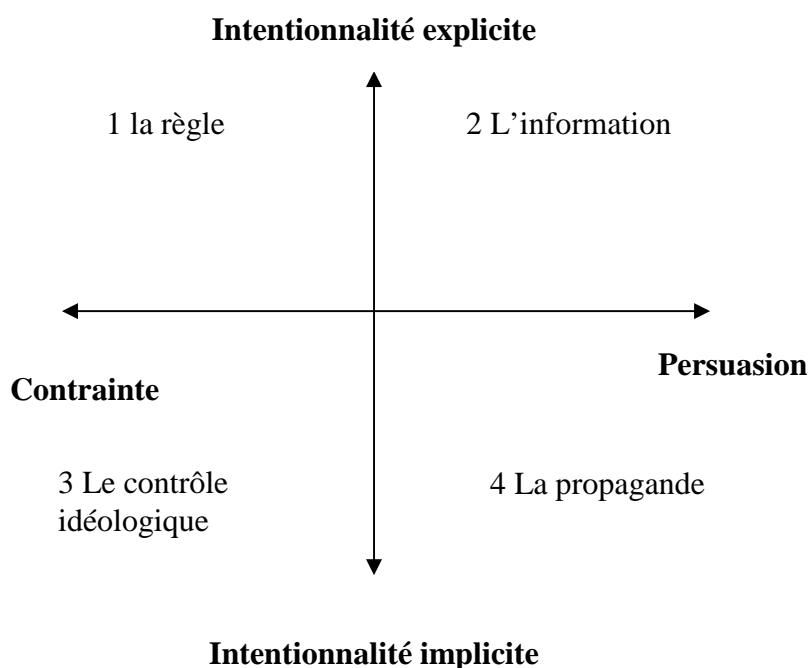 Intentionnalité explicite
1 la règle
2 L’information
Persuasion
Contrainte
3 Le contrôle
idéologique
4 La propagande
Intentionnalité implicite